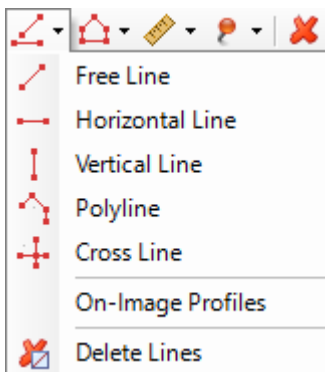 Free Line
Horizontal Line
Vertical Line
Polyline
Cross Line
On-Image Profiles
Delete Lines